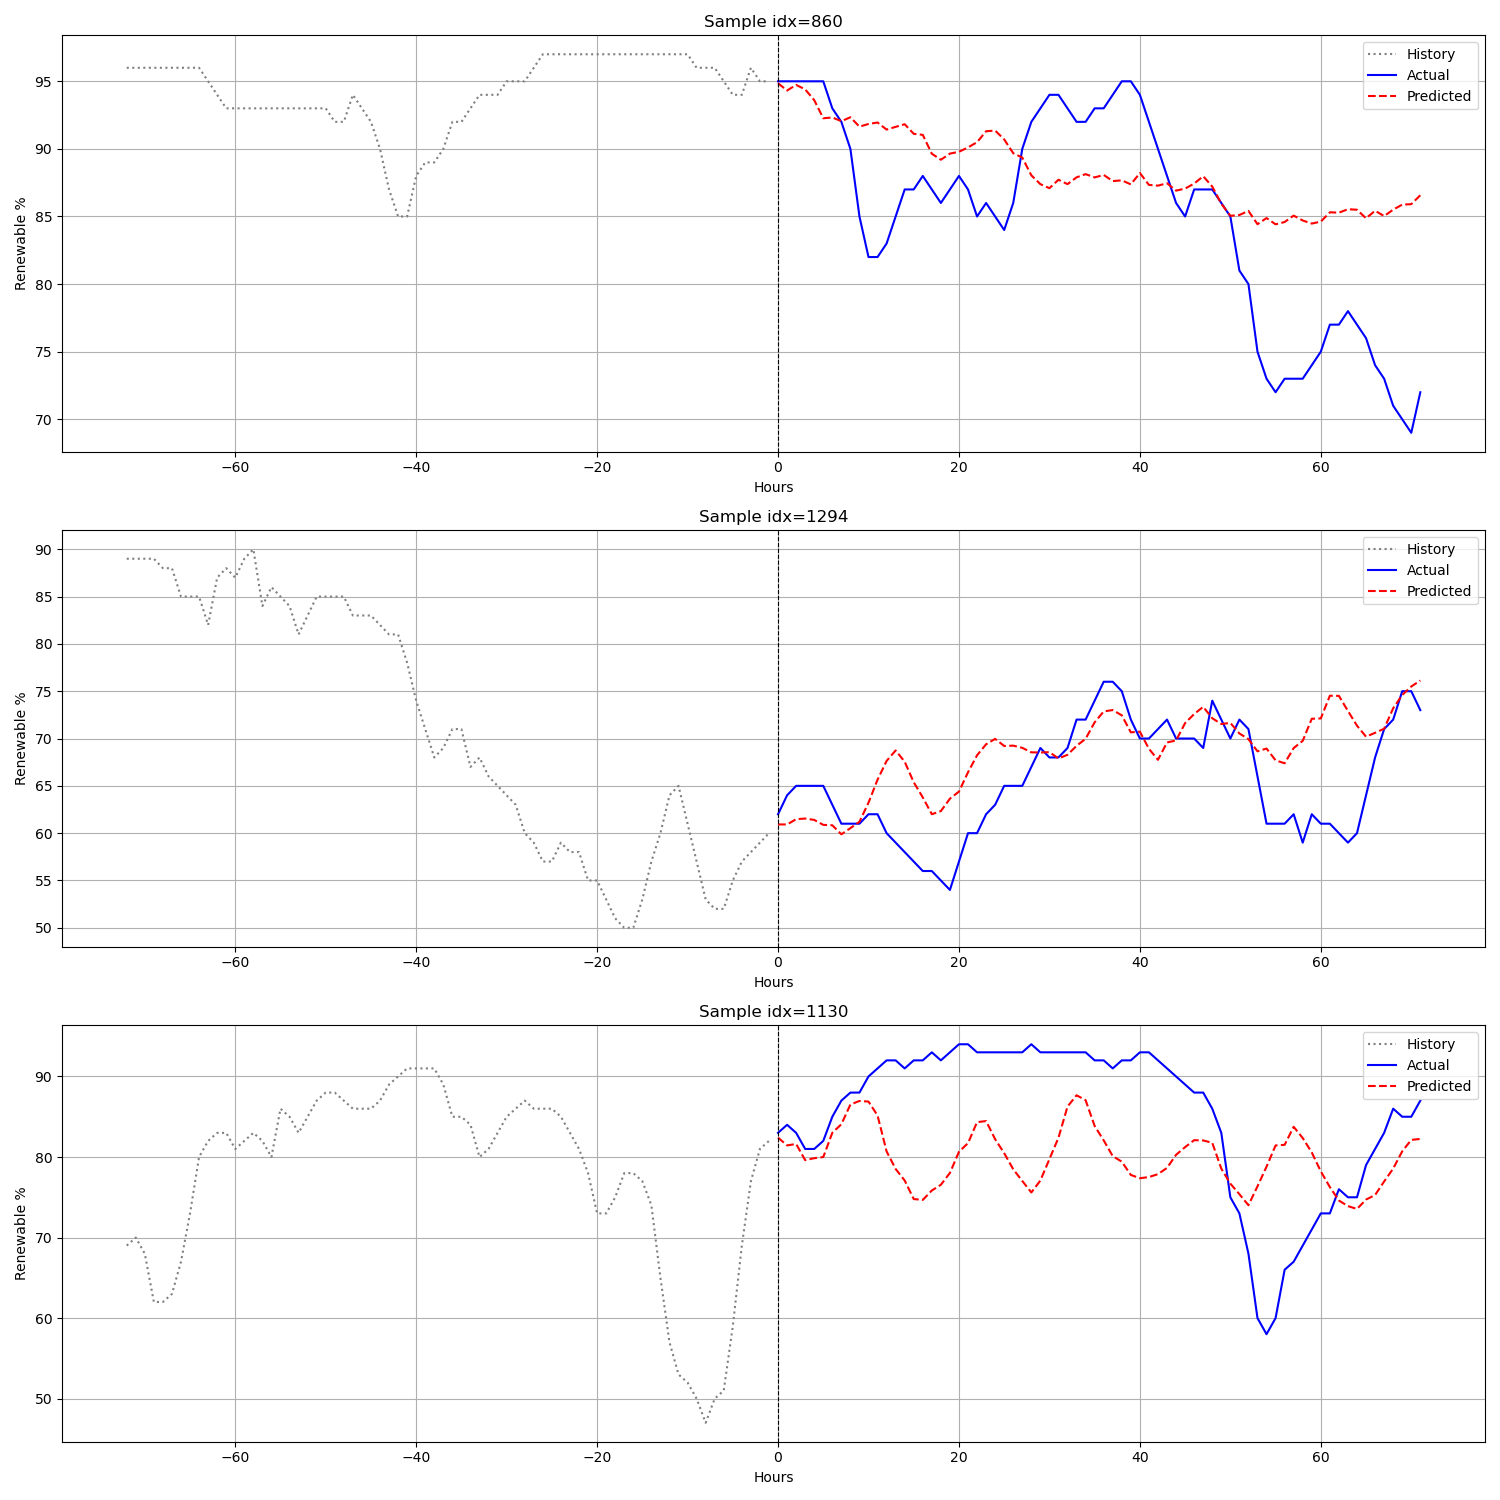 Sample idx=860
History
Actual
Predicted
95
90
85
80
75
70
Renewable %
−60 −40 −20 0 20 40 60
Hours
Sample idx=1294
History
Actual
Predicted
90
85
80
75
70
65
60
55
50
Renewable %
−60 −40 −20 0 20 40 60
Hours
Sample idx=1130
History
Actual
Predicted
90
80
70
60
50
Renewable %
−60 −40 −20 0 20 40 60
Hours